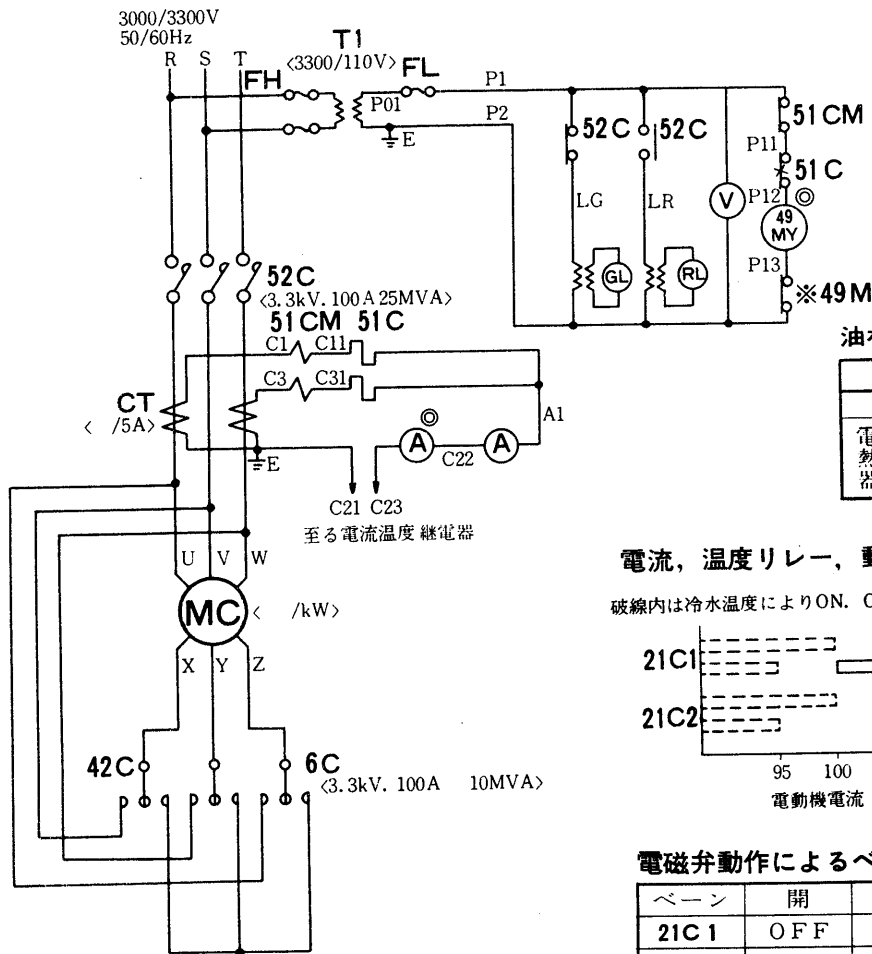 3000/3300V
50/60Hz
R S T
T1
<3300/110V>
FH
FL
P01
P1
P2
E
52C
52C
51CM
P11
51C
P12
◎
49
MY
P13
※49M
LG
LR
V
GL
RL
52C
<3.3kV. 100A 25MVA>
51CM 51C
C1 C11
C3 C31
CT
< /5A>
A1
◎
A
A
C22
E
C21 C23
至る電流温度継電器
U V W
MC
< /kW>
X Y Z
42C
6C
<3.3kV. 100A 10MVA>
電
熱
器
電流，温度リレー，
破線内は冷水温度によりON.
21C1
21C2
95 100
電動機電流
電磁弁動作によるベ
ベーン 開
21C1 OFF